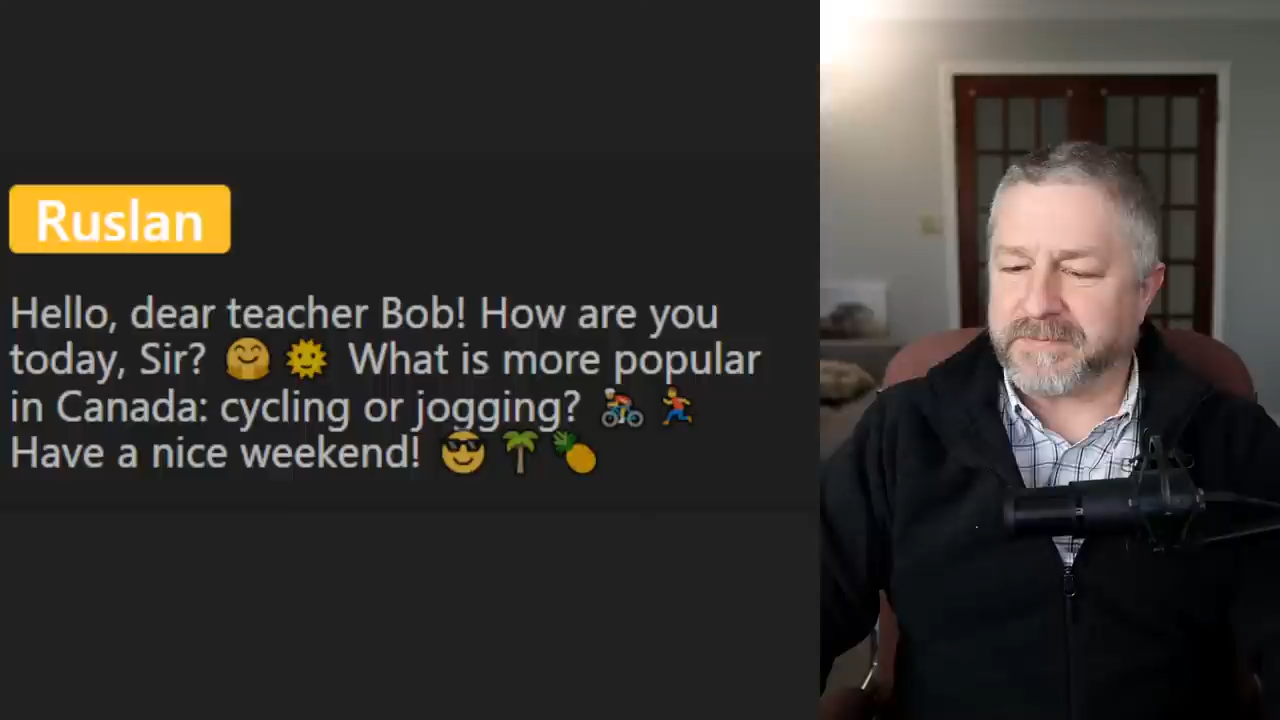 Ruslan
Hello, dear teacher Bob! How are you
today, Sir? 🤗 🌞 What is more popular
in Canada: cycling or jogging? 🚴 🏃
Have a nice weekend! 😎 🌴 🍍